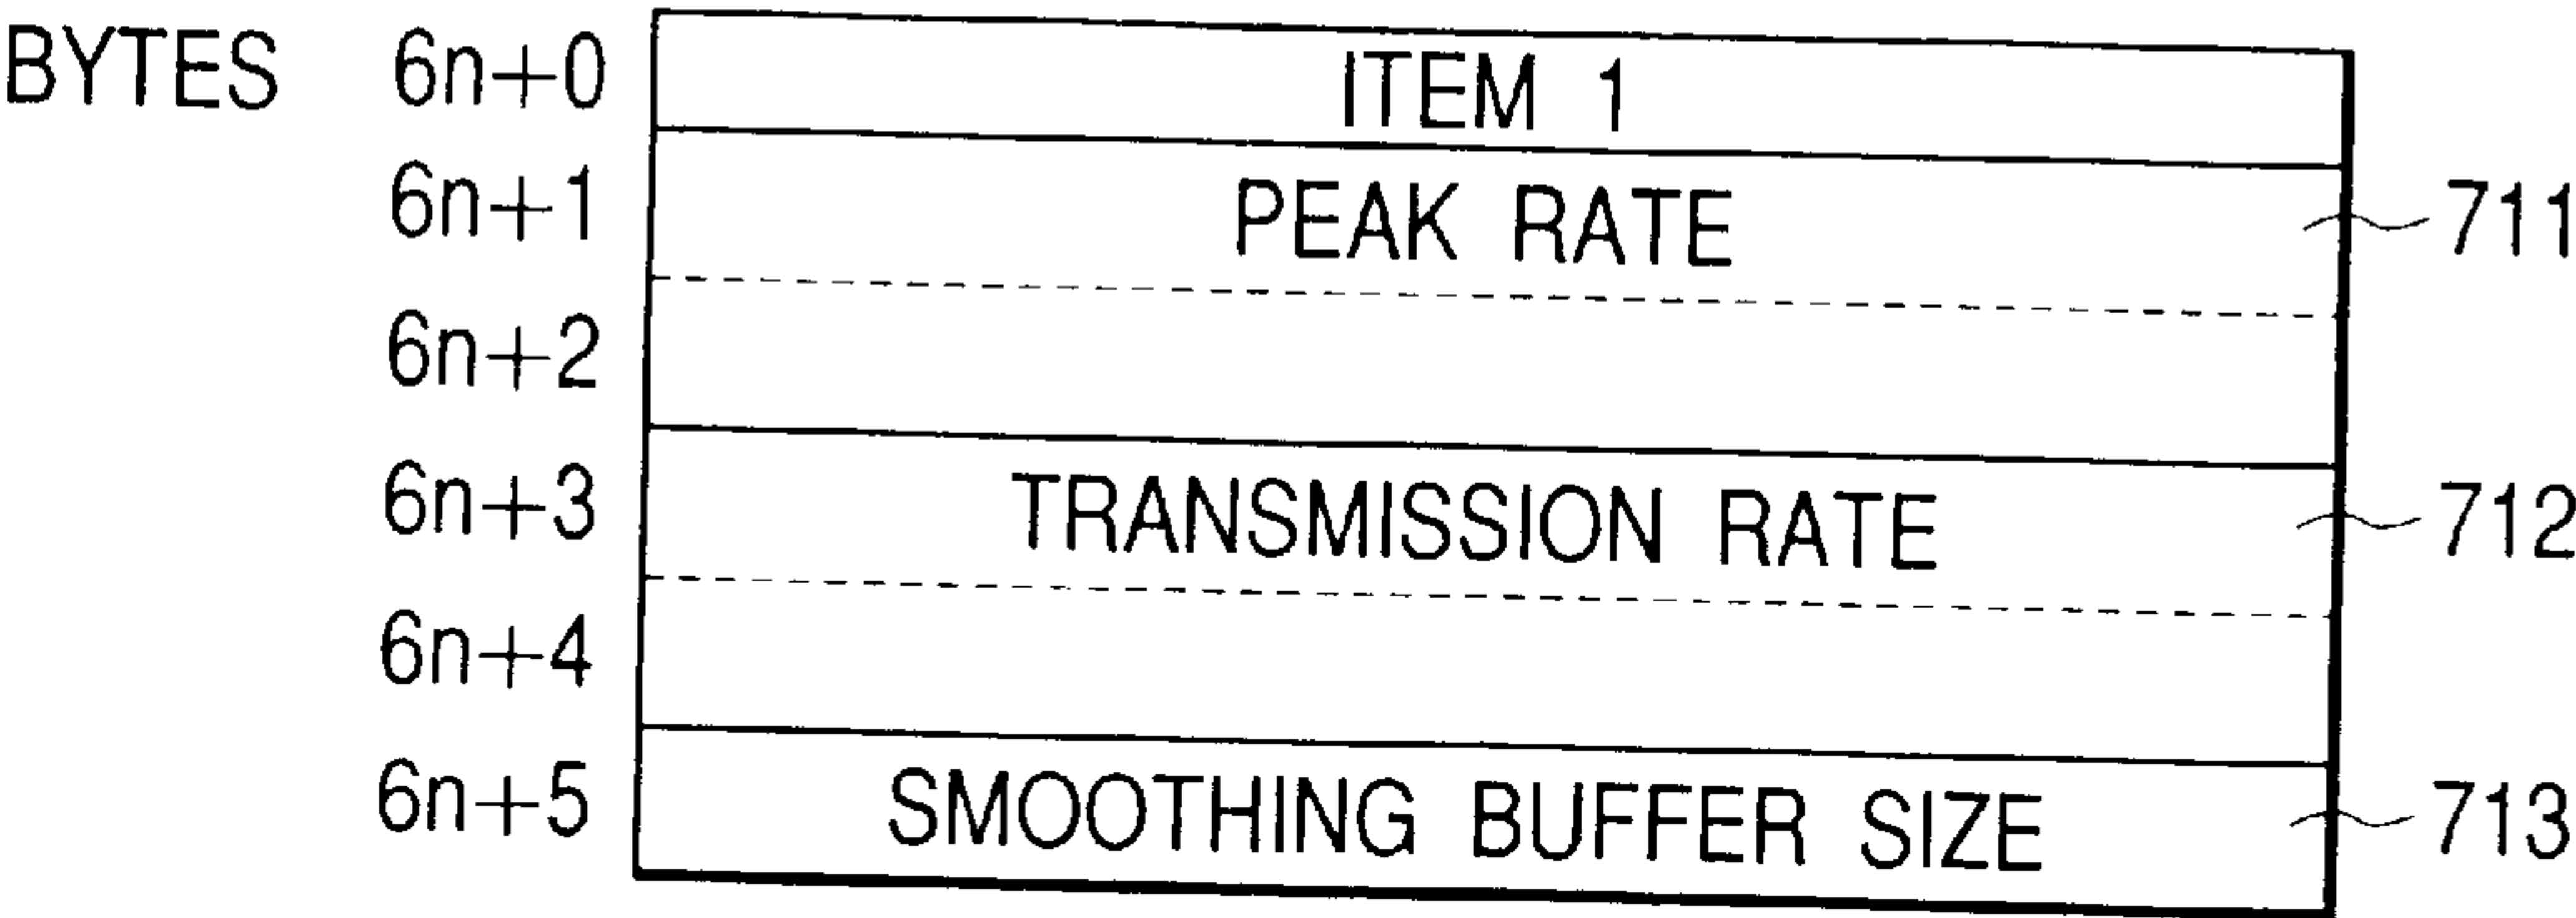 BYTES 6n+0 ITEM 1
6n+1 PEAK RATE 711
6n+2
6n+3 TRANSMISSION RATE 712
6n+4
6n+5 SMOOTHING BUFFER SIZE 713